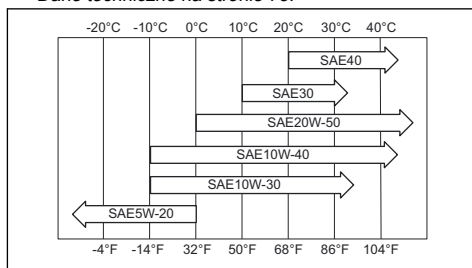 Dane techniczne na stronie
-20°C -10°C 0°C 10°C 20°C 30°C 40°C
SAE40
SAE30
SAE20W-50
SAE10W-40
SAE10W-30
SAE5W-20
-4°F -14°F 32°F 50°F 68°F 86°F 104°F